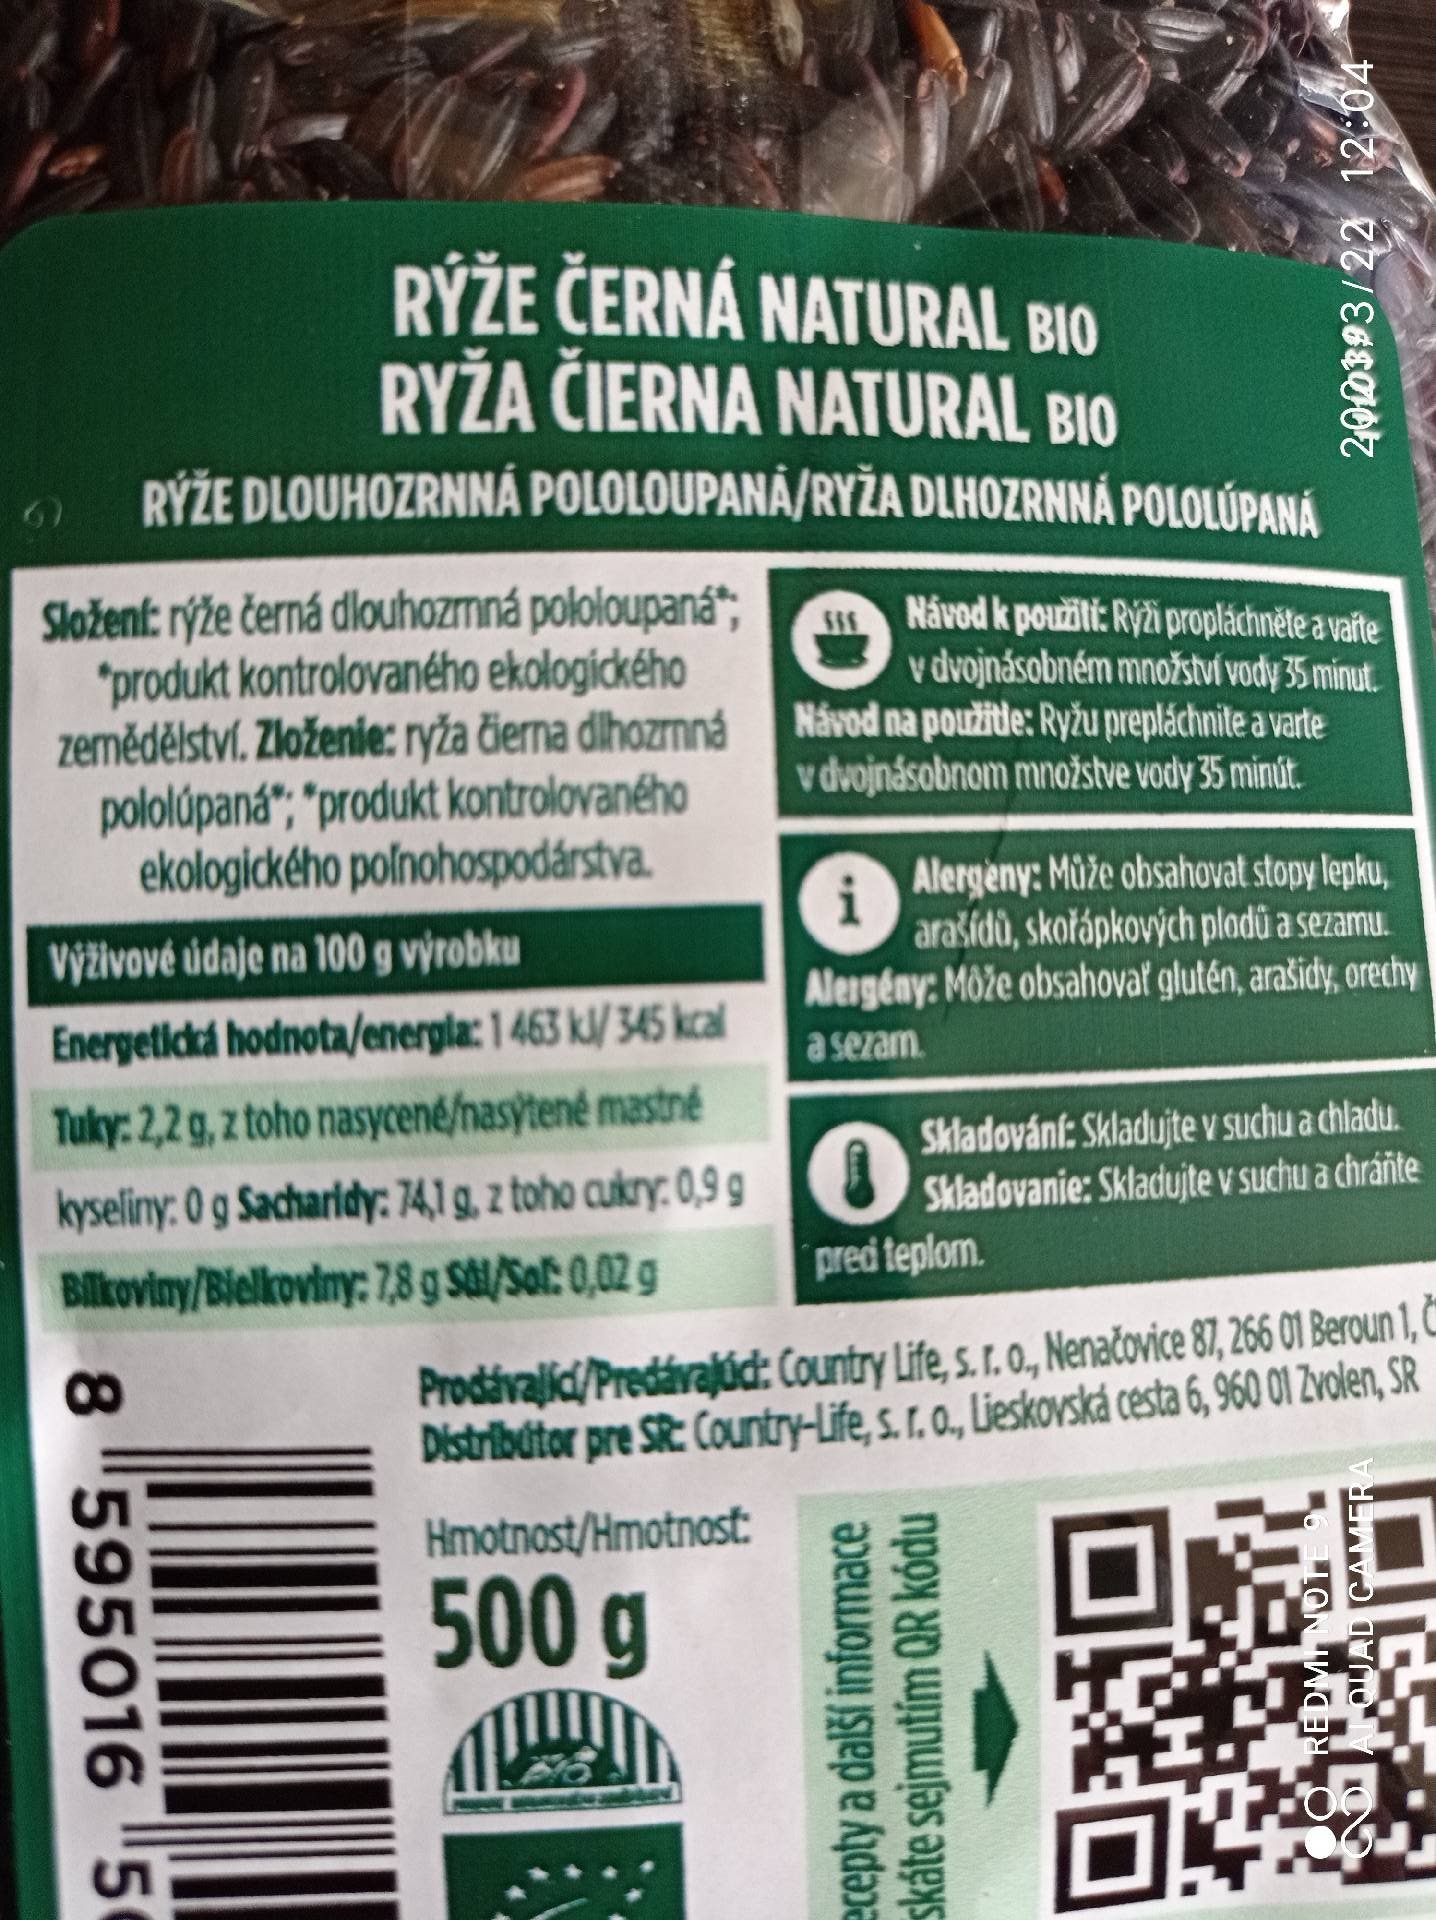 RÝŽE ČERNÁ NATURAL BIO
RYŽA ČIERNA NATURAL BIO
RÝŽE DLOUHOZRNNÁ POLOLOUPANÁ/RYŽA DLHOZRNNÁ POLOLÚPANÁ
Složení: rýže černá dlouhozrnná pololoupaná*;
*produkt kontrolovaného ekologického
zemědělství. Zloženie: ryža čierna dlhozrnná
pololúpaná*; *produkt kontrolovaného
ekologického poľnohospodárstva.
Výživové údaje na 100 g výrobku
Energetická hodnota/energia: 1 463 kJ/ 345 kcal
Tuky: 2,2 g, z toho nasycené/nasýtené mastné
kyseliny: 0 g Sacharidy: 74,1 g, z toho cukry: 0,9 g
Bílkoviny/Bielkoviny: 7,8 g Sůl/Soľ: 0,02 g
Návod k použití: Rýži propláchněte a vařte
v dvojnásobném množství vody 35 minut.
Návod na použitie: Ryžu prepláchnite a varte
v dvojnásobnom množstve vody 35 minút.
Alergeny: Může obsahovat stopy lepku,
arašídů, skořápkových plodů a sezamu.
Alergény: Môže obsahovať glutén, arašidy, orechy
a sezam.
Skladování: Skladujte v suchu a chladu.
Skladovanie: Skladujte v suchu a chráňte
pred teplom.
Prodávající/Predávajúci: Country Life, s. r. o., Nenačovice 87, 266 01 Beroun 1, Č
Distribútor pre SR: Country-Life, s. r. o., Lieskovská cesta 6, 960 01 Zvolen, SR
Hmotnost/Hmotnosť:
500 g
BIO
8 595016 5
ecepty a další informace
skáte sejmutím QR kódu
REDMI NOTE 9
AI QUAD CAMERA
12:04